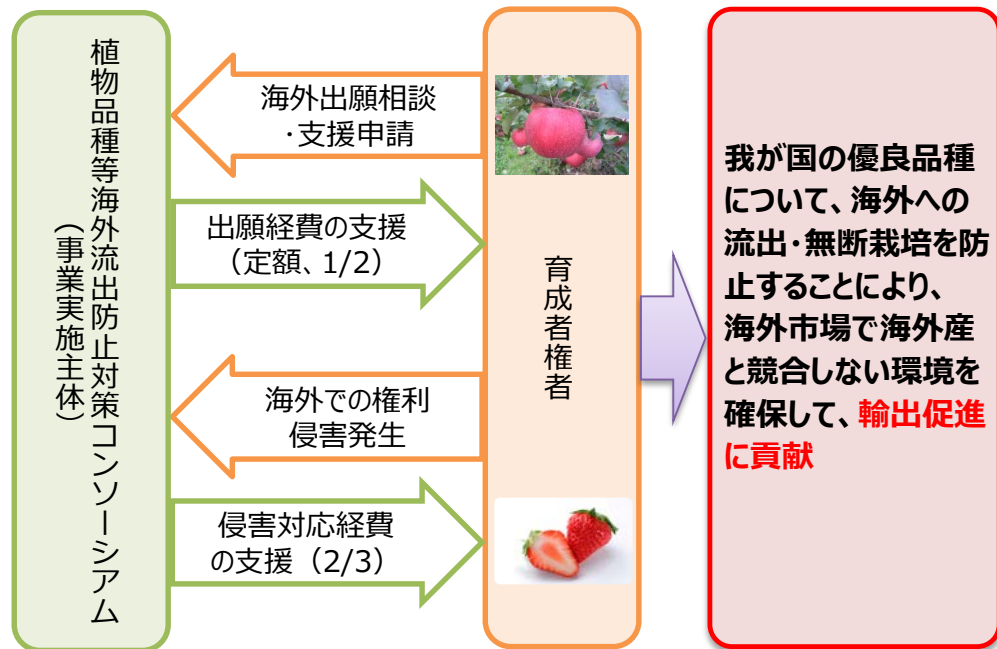 植物品種等海外流出防止対策コンソーシアム
（事業実施主体）
海外出願相談
・支援申請
出願経費の支援
（定額、1/2）
海外での権利
侵害発生
侵害対応経費
の支援（2/3）
育成者権者
我が国の優良品種
について、海外への
流出・無断栽培を防
止することにより、
海外市場で海外産
と競合しない環境を
確保して、輸出促進
に貢献